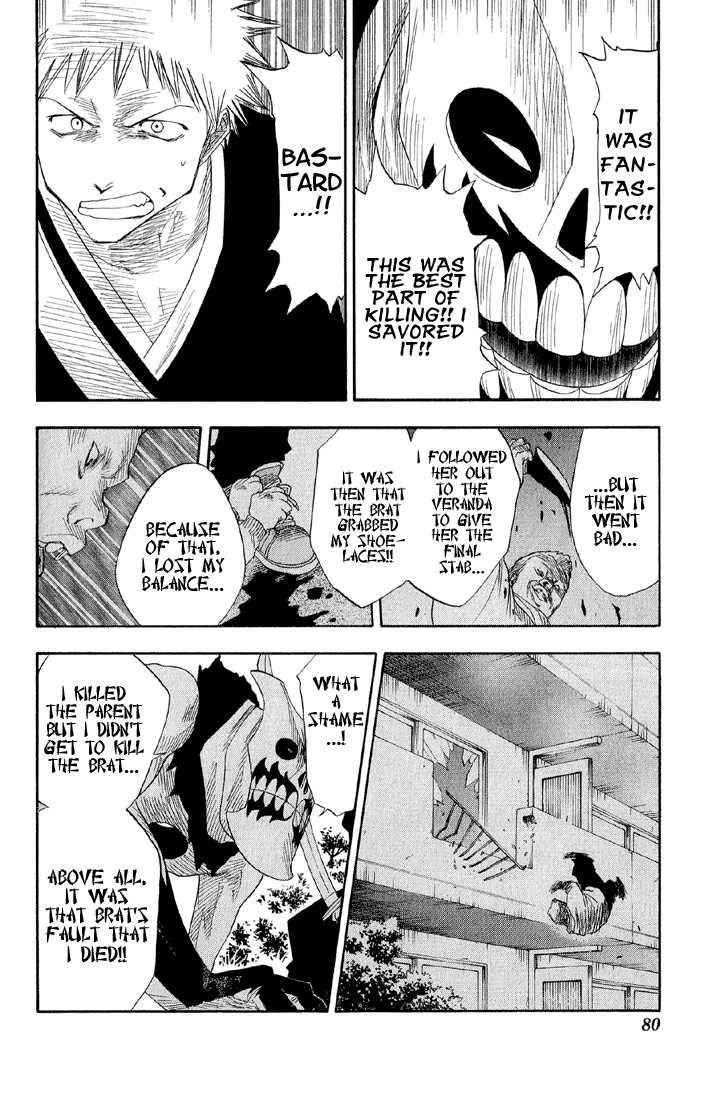 IT
WAS
FAN-
TAS-
TIC!!
THIS WAS
THE BEST
PART OF
KILLING!! I
SAVORED
IT!!
BAS-
TARD
...!!
...BUT
THEN IT
WENT
BAD...
I FOLLOWED
HER OUT
TO THE
VERANDA
TO GIVE
HER THE
FINAL
STAB...
IT WAS
THEN THAT
THE BRAT
GRABBED
MY SHOE-
LACES!!
BECAUSE
OF THAT,
I LOST MY
BALANCE...
WHAT
A
SHAME
...!
I KILLED
THE PARENT
BUT I DIDN'T
GET TO KILL
THE BRAT...
ABOVE ALL,
IT WAS
THAT BRAT'S
FAULT THAT
I DIED!!
80